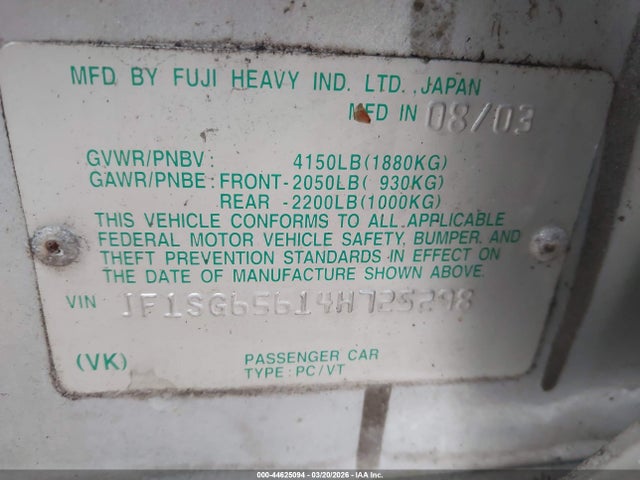 MFD BY FUJI HEAVY IND. LTD. JAPAN
MFD IN 08/03
GVWR/PNBV : 4150LB(1880KG)
GAWR/PNBE : FRONT-2050LB( 930KG)
REAR -2200LB(1000KG)
THIS VEHICLE CONFORMS TO ALL APPLICABLE
FEDERAL MOTOR VEHICLE SAFETY, BUMPER, AND
THEFT PREVENTION STANDARDS IN EFFECT ON
THE DATE OF MANUFACTURE SHOWN ABOVE.
VIN JF1SG65614H725298
(VK)
PASSENGER CAR
TYPE : PC/VT
000-44625094 - 03/20/2026 - IAA Inc.